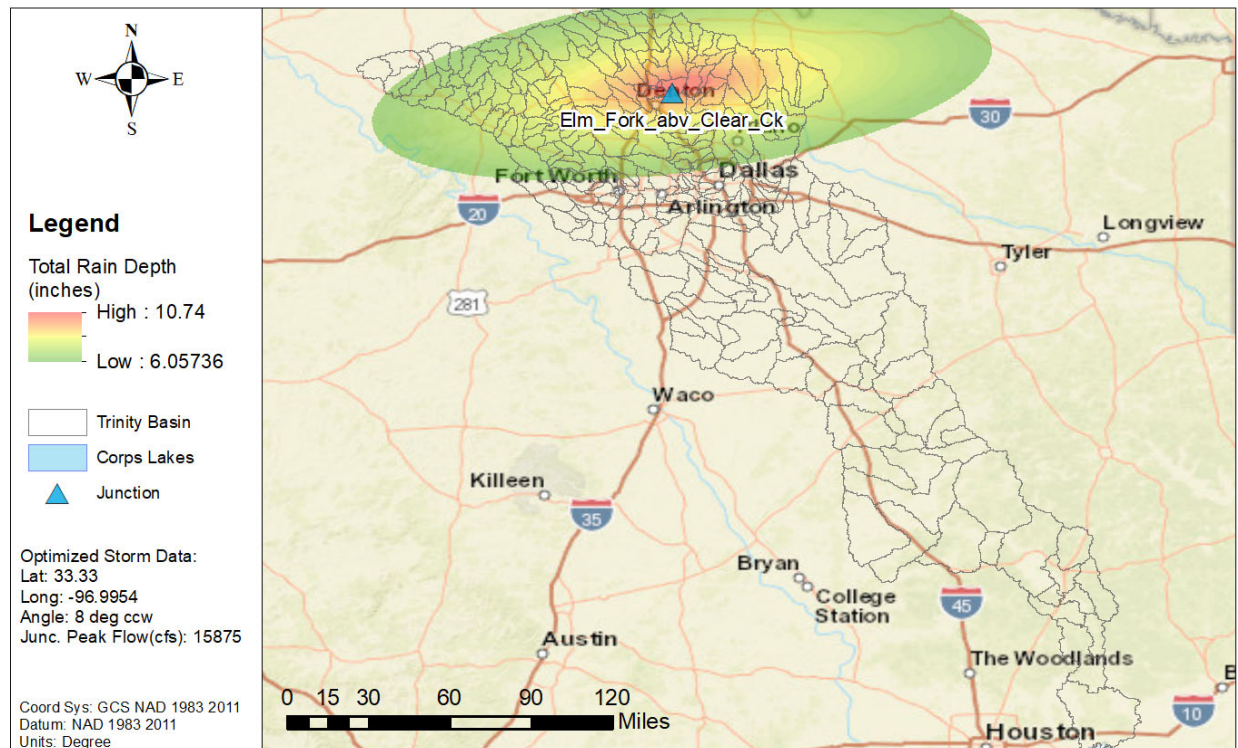 N
W
E
S
Legend
Total Rain Depth
(inches)
High : 10.74
Low : 6.05736
Trinity Basin
Corps Lakes
Junction
Optimized Storm Data:
Lat: 33.33
Long: -96.9954
Angle: 8 deg ccw
Junc. Peak Flow(cfs): 15875
Coord Sys: GCS NAD 1983 2011
Datum: NAD 1983 2011
Units: Degree
Denton
Elm_Fork_abv_Clear_Ck
30
Fort Worth
Dallas
20
Arlington
Longview
Tyler
281
Waco
Killeen
35
Bryan
College
Station
45
Austin
The Woodlands
0 15 30 60 90 120
Miles
10
Houston